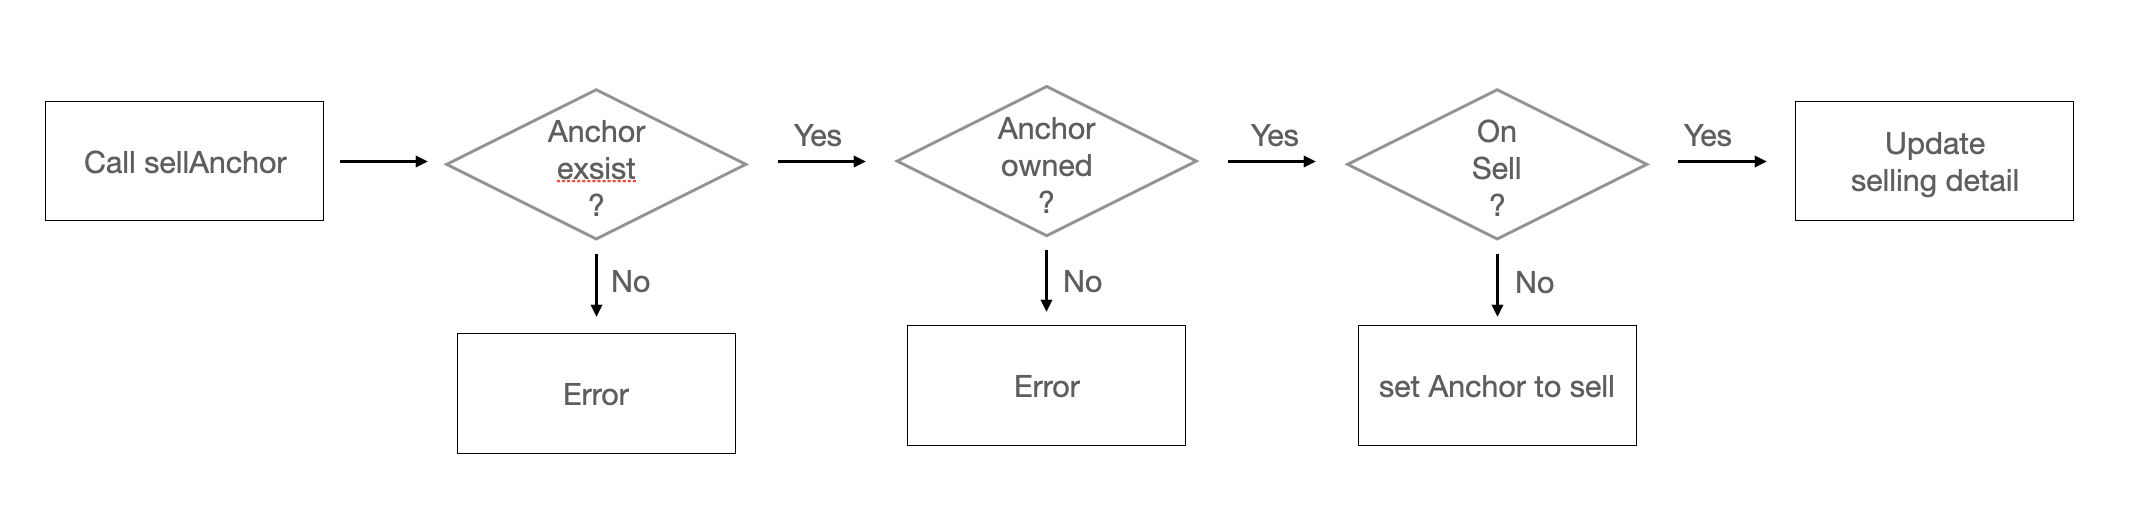 Call sellAnchor
Anchor
exsist
?
Yes
Anchor
owned
?
Yes
On
Sell
?
Yes
Update
selling detail
No
No
No
Error
Error
set Anchor to sell